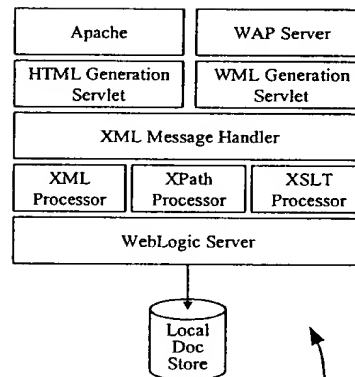 Apache
WAP Server
HTML Generation
Servlet
WML Generation
Servlet
XML Message Handler
XML
Processor
XPath
Processor
XSLT
Processor
WebLogic Server
Local
Doc
Store